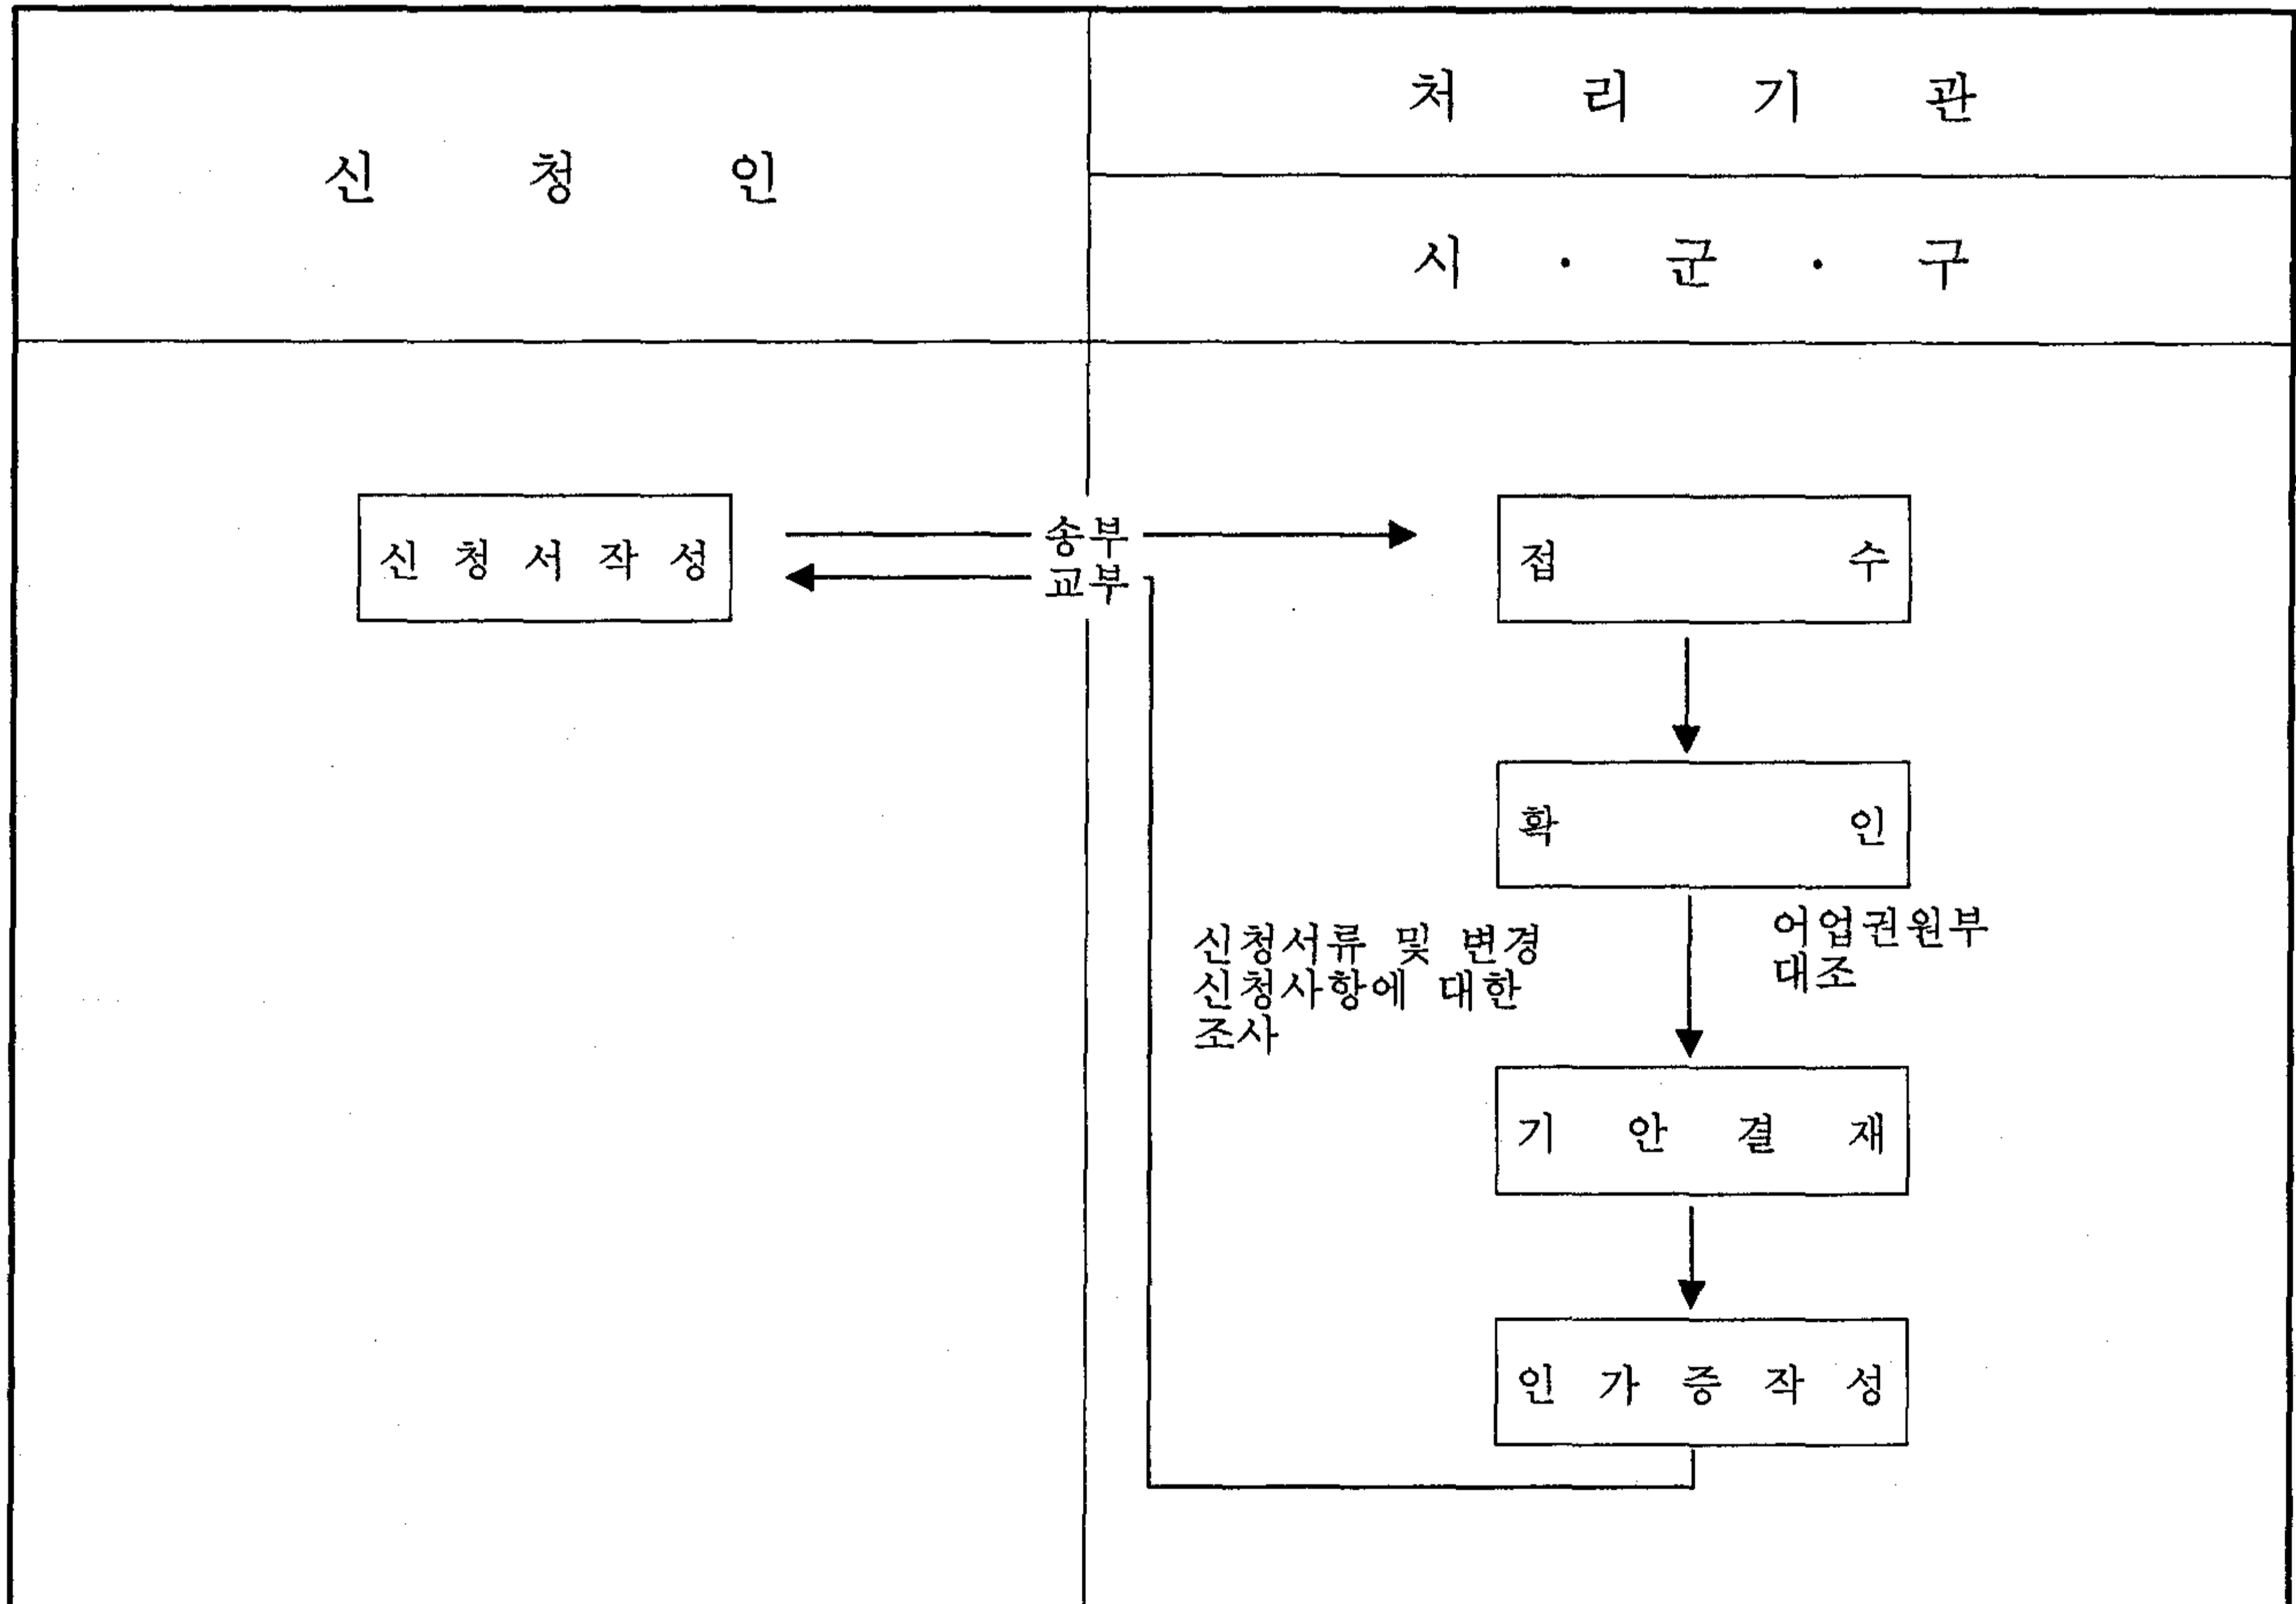 신 청 인
처 리 기 관
시 · 군 · 구
신 청 서 작 성
송부
교부
접 수
확 인
신청서류 및 변경
신청사항에 대한
조사
어업권원부
대조
기 안 결 재
인 가 증 작 성